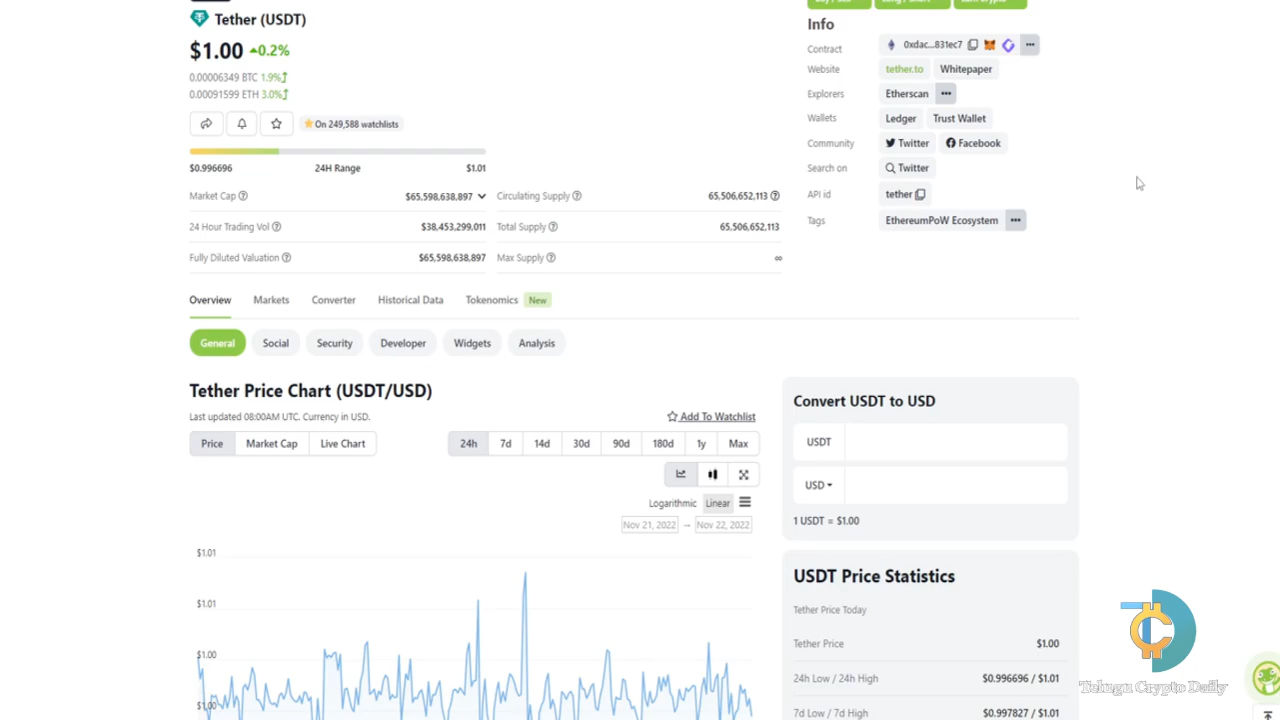 Tether (USDT)
$1.00 0.2%
0.00006349 BTC 1.9%
0.00091599 ETH 3.0%
On 249,588 watchlists
$0.996696 24H Range $1.01
Market Cap $65,598,638,897
24 Hour Trading Vol $38,453,299,011
Fully Diluted Valuation $65,598,638,897
Circulating Supply 65,506,652,113
Total Supply 65,506,652,113
Max Supply ∞
Info
Contract 0xdac...831ec7
Website tether.to Whitepaper
Explorers Etherscan
Wallets Ledger Trust Wallet
Community Twitter Facebook
Search on Twitter
API id tether
Tags EthereumPoW Ecosystem
Overview Markets Converter Historical Data Tokenomics New
General Social Security Developer Widgets Analysis
Tether Price Chart (USDT/USD)
Last updated 08:00AM UTC. Currency in USD.
Add To Watchlist
Price Market Cap Live Chart
24h 7d 14d 30d 90d 180d 1y Max
Logarithmic Linear
Nov 21, 2022 → Nov 22, 2022
$1.01
$1.01
$1.00
$1.00
Convert USDT to USD
USDT
USD
1 USDT = $1.00
USDT Price Statistics
Tether Price Today
Tether Price $1.00
24h Low / 24h High $0.996696 / $1.01
7d Low / 7d High $0.997827 / $1.01
Telugu Crypto Daily